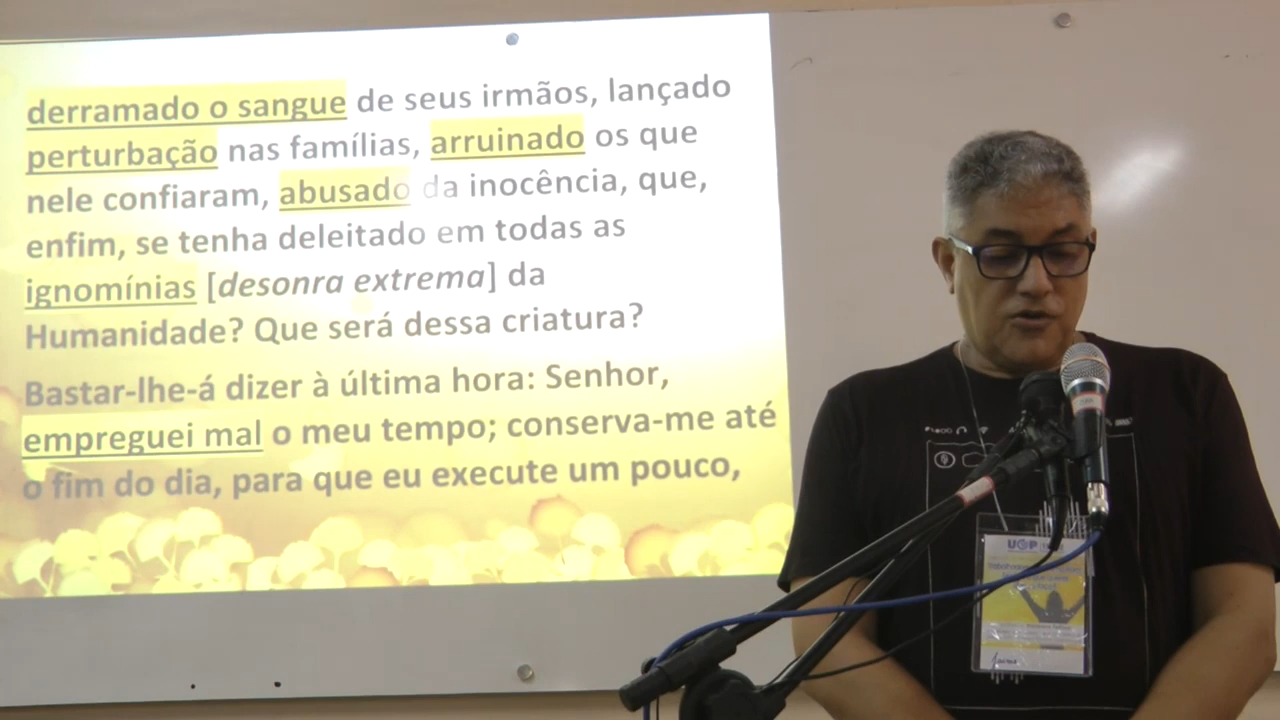 derramado o sangue de seus irmãos, lançado
perturbação nas famílias, arruinado os que
nele confiaram, abusado da inocência, que,
enfim, se tenha deleitado em todas as
ignomínias [desonra extrema] da
Humanidade? Que será dessa criatura?
Bastar-lhe-á dizer à última hora: Senhor,
empreguei mal o meu tempo; conserva-me até
o fim do dia, para que eu execute um pouco,